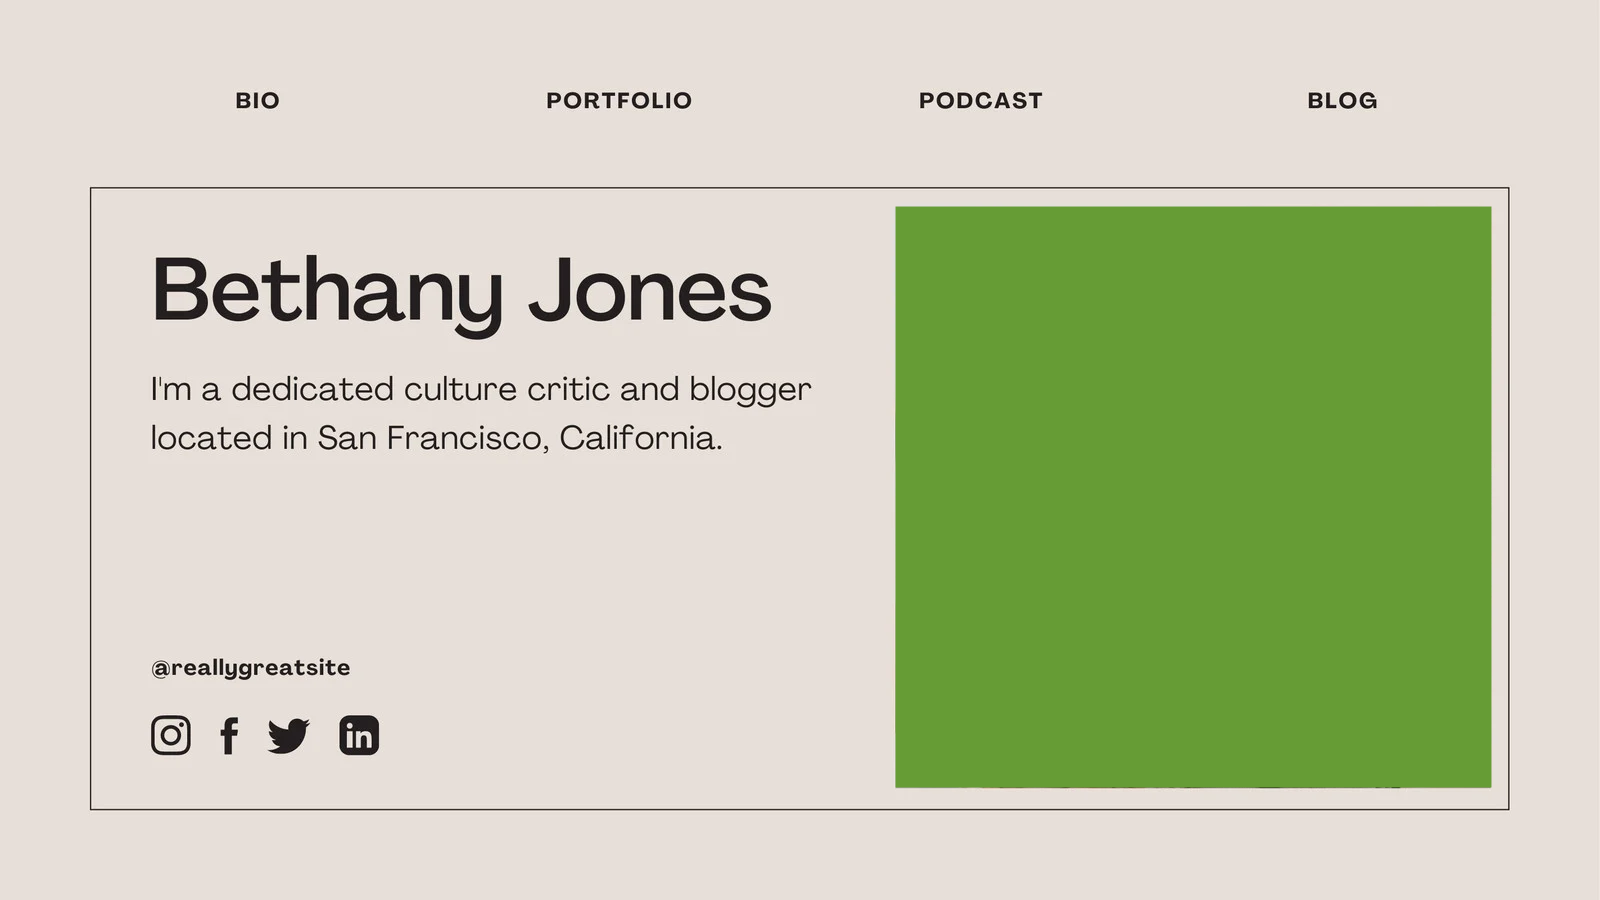 BIO
PORTFOLIO
PODCAST
BLOG
Bethany Jones
I'm a dedicated culture critic and blogger
located in San Francisco, California.
@reallygreatsite